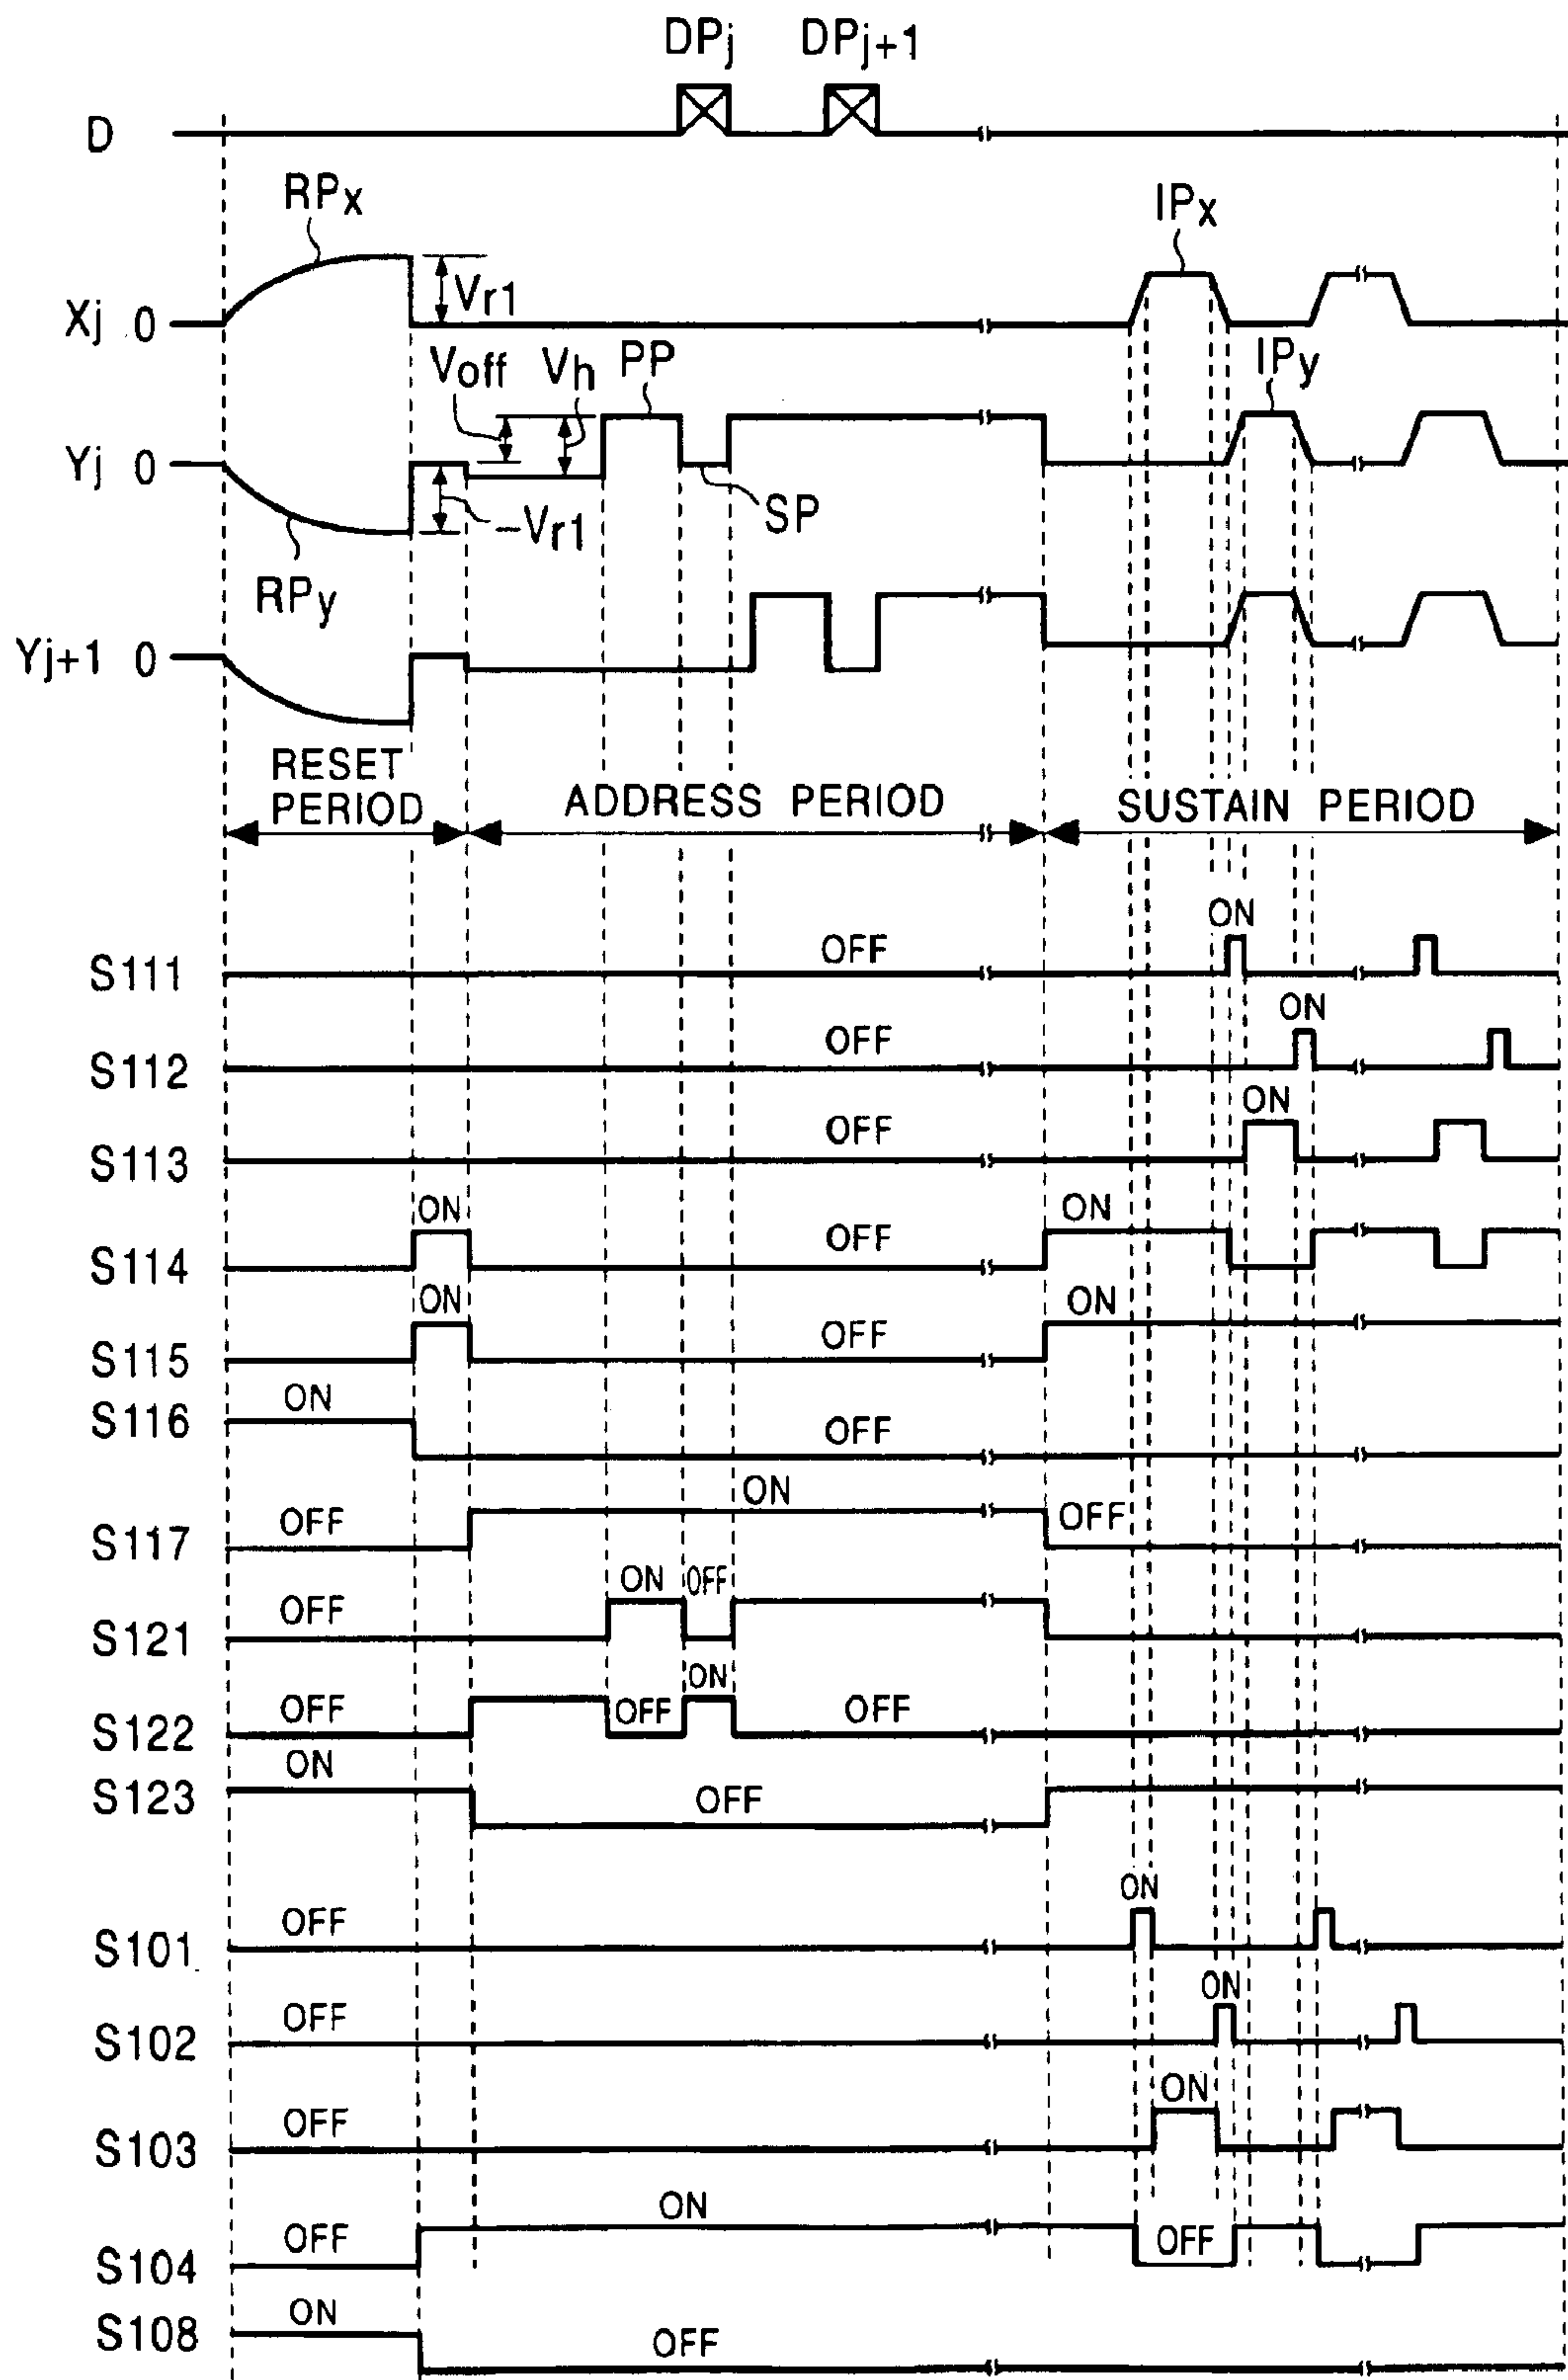 DPj DPj+1
D
RPx IPx
Vr1
Xj 0
Voff Vh PP IPy
Yj 0
SP
-Vr1
RPy
Yj+1 0
RESET PERIOD ADDRESS PERIOD SUSTAIN PERIOD
ON
S111 OFF
ON
S112 OFF
ON
S113 OFF
ON ON
S114 OFF
ON ON
S115 OFF
ON
S116 OFF
ON
S117 OFF OFF
ON OFF
S121 OFF
ON
S122 OFF OFF OFF
ON
S123 OFF
ON
S101 OFF
ON
S102 OFF
ON
S103 OFF
ON
S104 OFF OFF
ON
S108 OFF